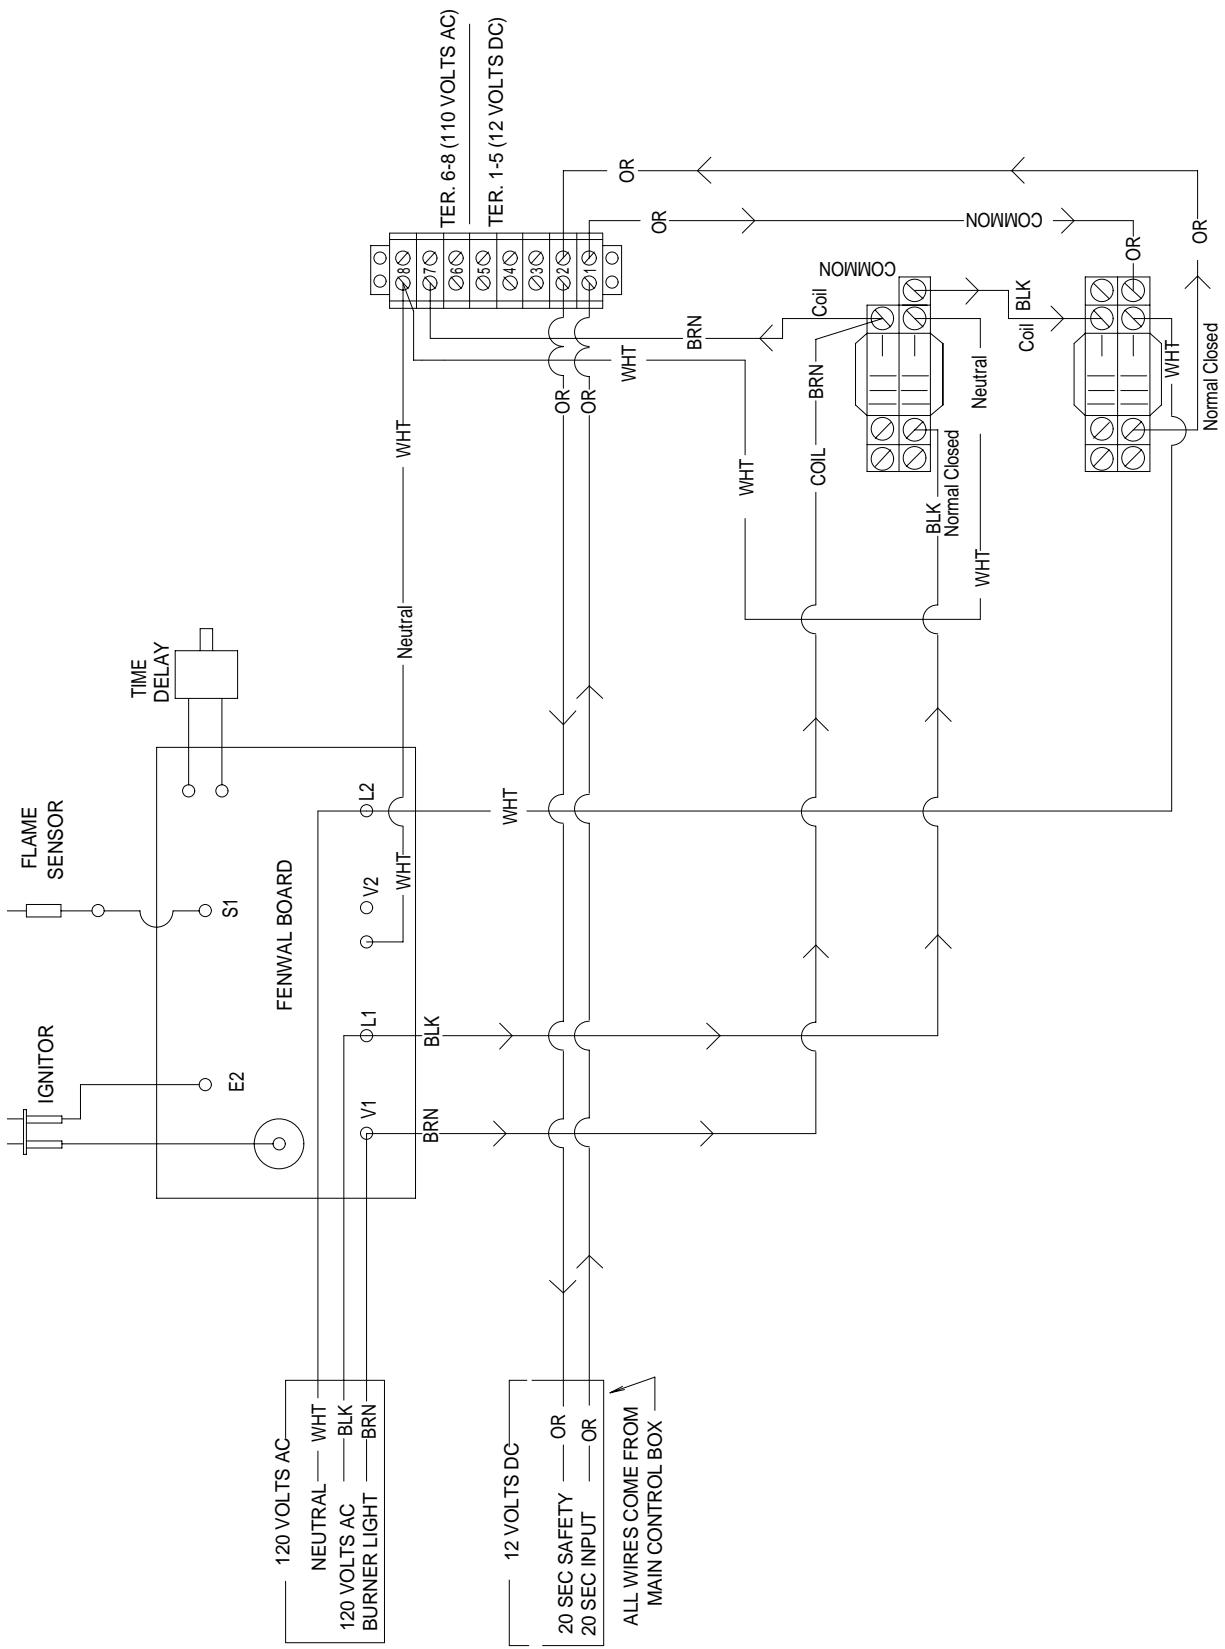 FLAME
SENSOR
IGNITOR
TIME
DELAY
S1
E2
FENWAL BOARD
V1
L1
V2
L2
WHT
BRN
BLK
WHT
Neutral
WHT
WHT
120 VOLTS AC
NEUTRAL
WHT
120 VOLTS AC
BLK
BURNER LIGHT
BRN
12 VOLTS DC
20 SEC SAFETY
OR
20 SEC INPUT
OR
ALL WIRES COME FROM
MAIN CONTROL BOX
OR
OR
TER. 6-8 (110 VOLTS AC)
TER. 1-5 (12 VOLTS DC)
8
7
6
5
4
3
2
1
WHT
BRN
WHT
OR
OR
COMMON
OR
OR
Coil
COMMON
COIL
BRN
BLK
Normal Closed
Neutral
WHT
BLK
Coil
WHT
Normal Closed